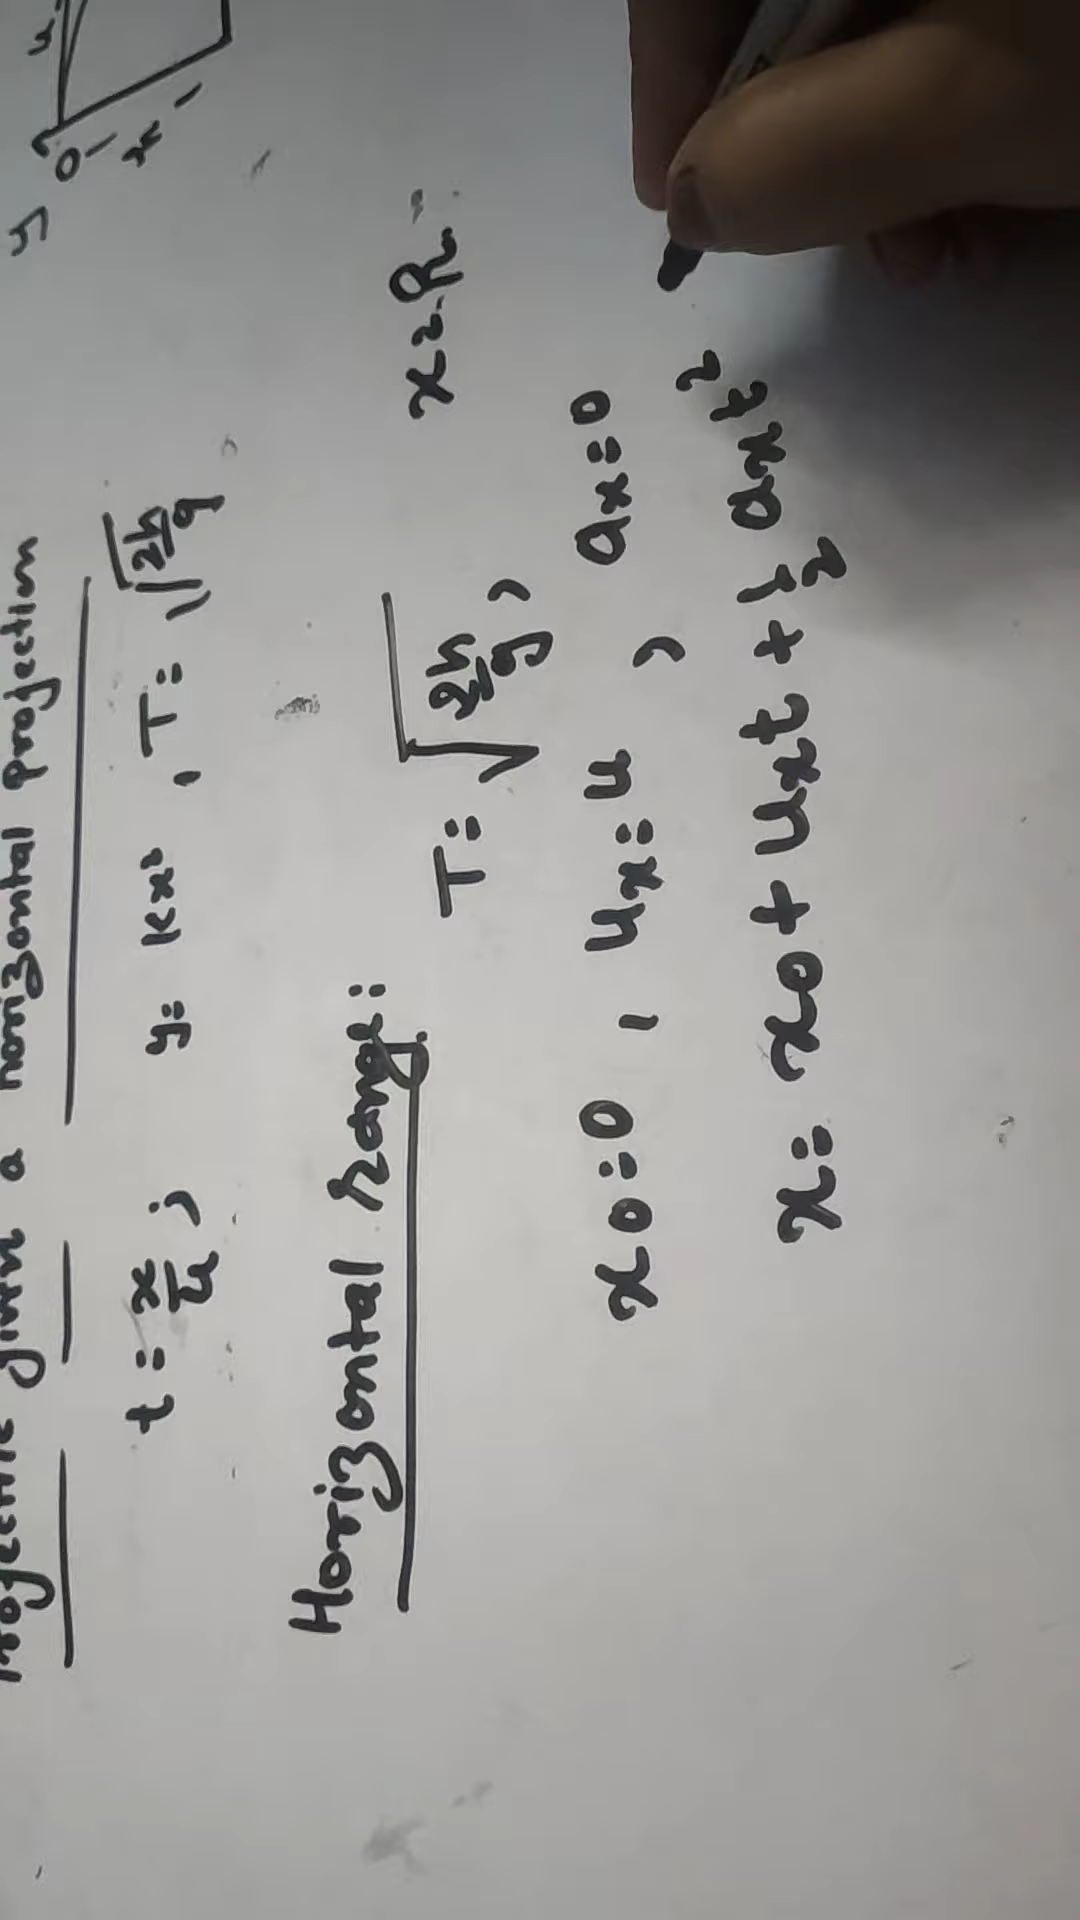 Projectile given a horizontal projection
t = x/u ; y = kx² , T = √(2h/g)
Horizontal range :
T = √(2h/g) , x = R
x0 = 0 , ux = u , ax = 0
x = x0 + uxt + 1/2 axt²
y
0
x
u